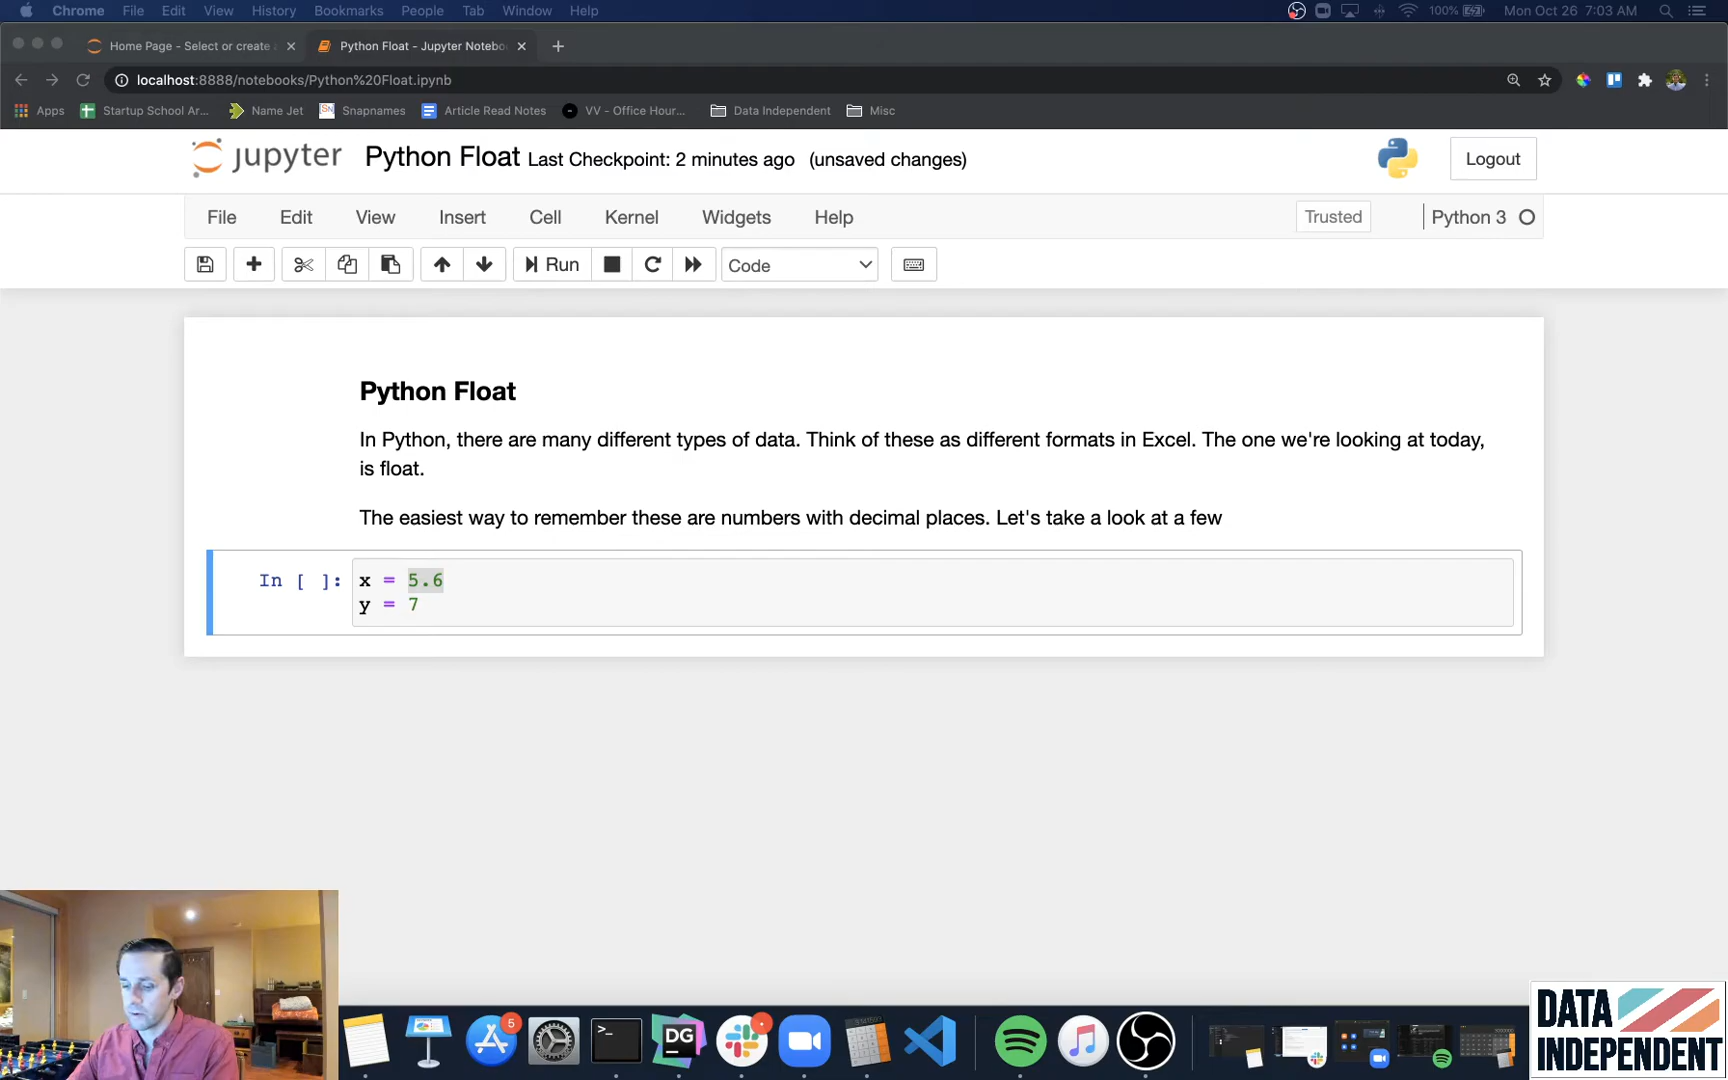 Chrome File Edit View History Bookmarks People Tab Window Help 100% Mon Oct 26 7:03 AM
Home Page - Select or create Python Float - Jupyter Notebo
localhost:8888/notebooks/Python%20Float.ipynb
Apps Startup School Ar... Name Jet SN Snapnames Article Read Notes VV - Office Hour... Data Independent Misc
jupyter Python Float Last Checkpoint: 2 minutes ago (unsaved changes) Logout
File Edit View Insert Cell Kernel Widgets Help Trusted Python 3
Run Code
Python Float
In Python, there are many different types of data. Think of these as different formats in Excel. The one we're looking at today,
is float.
The easiest way to remember these are numbers with decimal places. Let's take a look at a few
In [ ]: x = 5.6
y = 7
5
>_
DG
DATA
INDEPENDENT